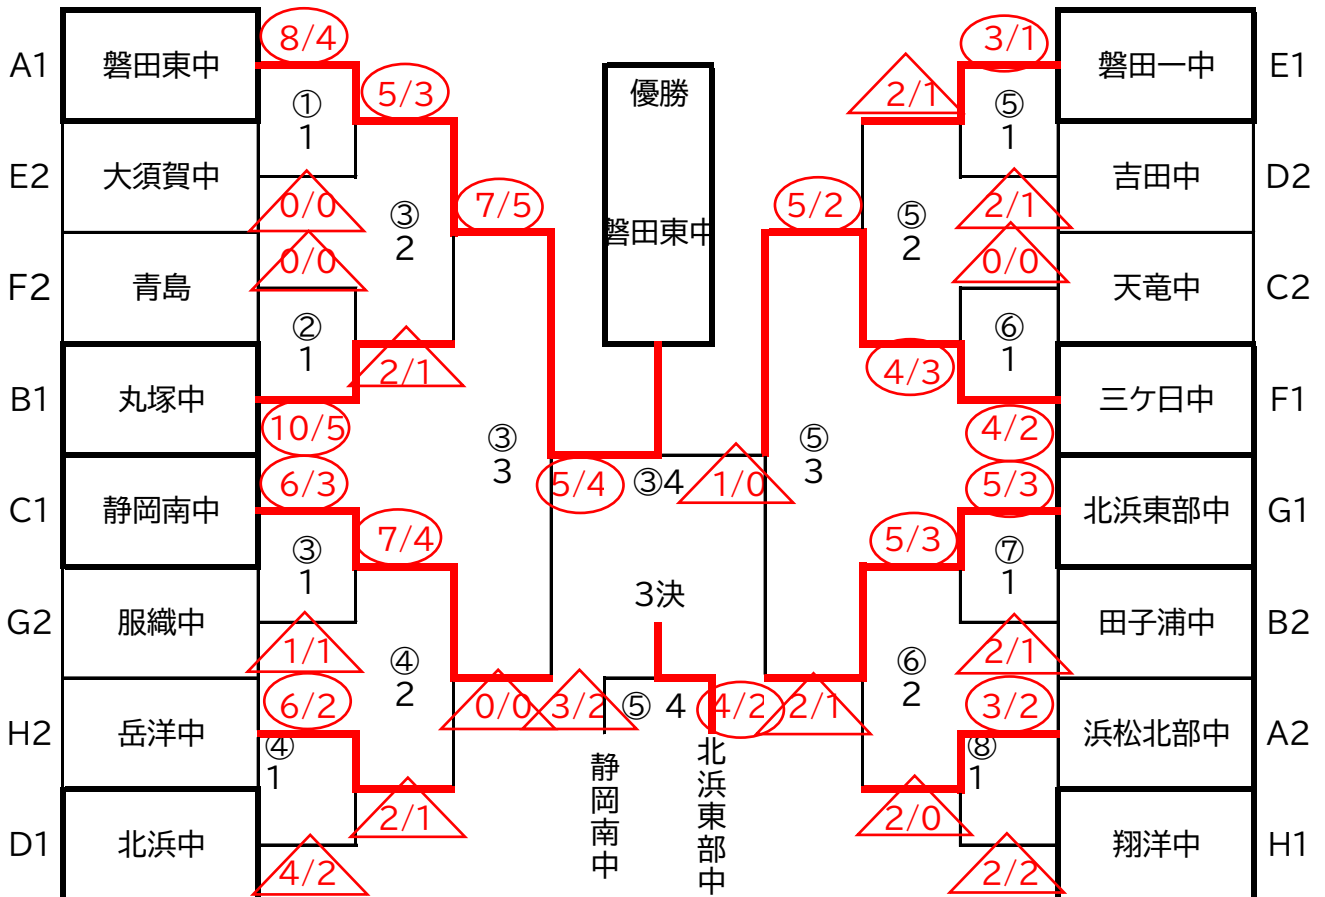 8/4
3/1
A1 磐田東中 磐田一中 E1
5/3 優勝 2/1
①
1
⑤
1
E2 大須賀中 吉田中 D2
0/0 7/5 5/2 2/1
③
2
磐田東中
⑤
2
0/0 0/0
F2 青島 天竜中 C2
②
1
⑥
1
2/1 4/3
B1 丸塚中 三ケ日中 F1
10/5 4/2
③
3
⑤
3
6/3 5/4 ③4 1/0 5/3
C1 静岡南中 北浜東部中 G1
7/4 5/3
③
1
⑦
1
3決
G2 服織中 田子浦中 B2
1/1 2/1
④
2
⑥
2
6/2 0/0 3/2 ⑤ 4 4/2 2/1 3/2
H2 岳洋中 浜松北部中 A2
④
1
⑧
1
静岡南中
北浜東部中
2/1 2/0
D1 北浜中 翔洋中 H1
4/2 2/2